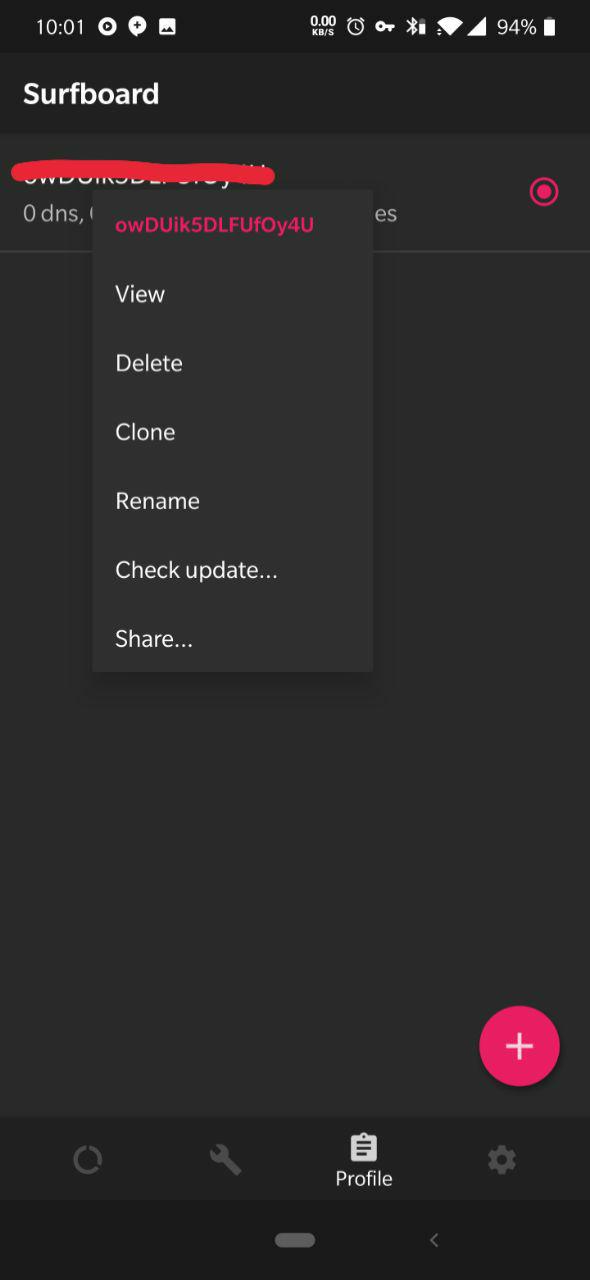 10:01
0.00
KB/S
94%
Surfboard
0 dns,
es
owDUik5DLFUfOy4U
View
Delete
Clone
Rename
Check update...
Share...
Profile